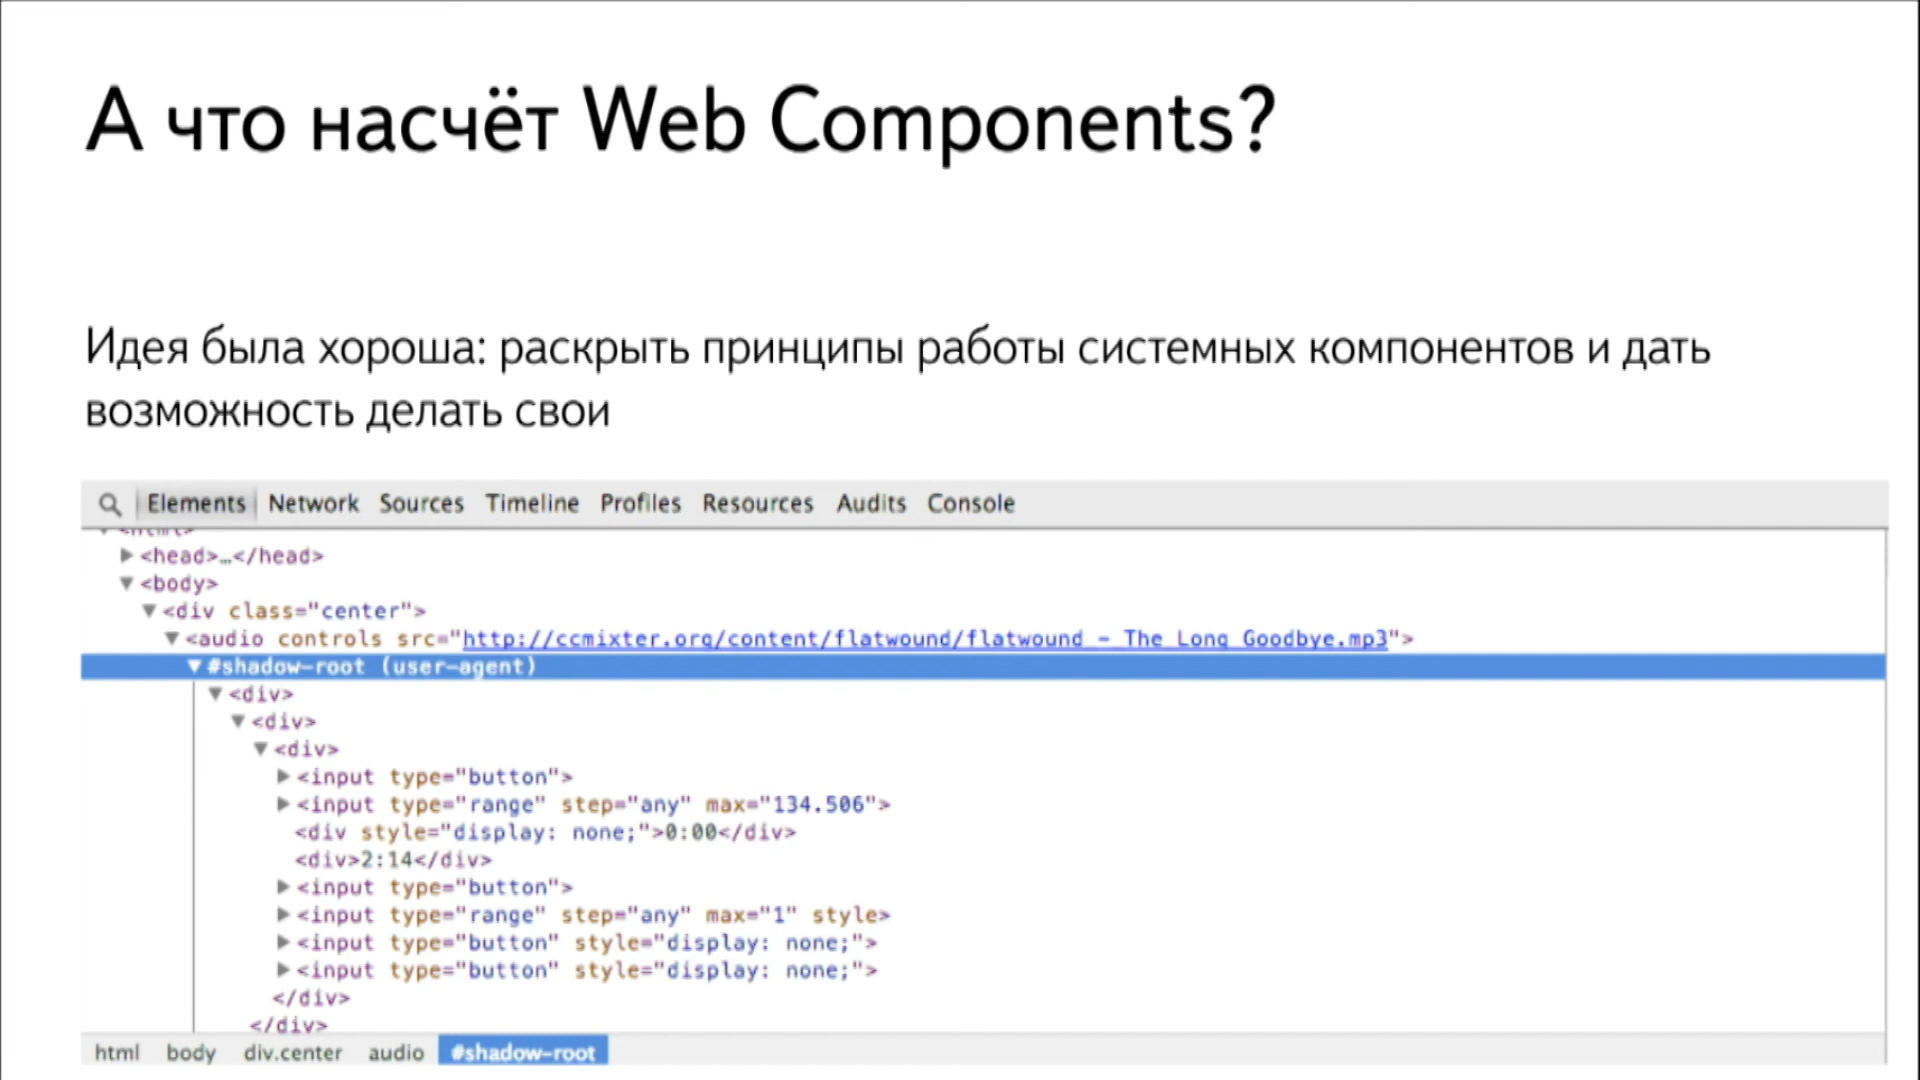 А что насчёт Web Components?
Идея была хороша: раскрыть принципы работы системных компонентов и дать
возможность делать свои
Elements Network Sources Timeline Profiles Resources Audits Console
<html>
<head>…</head>
<body>
<div class="center">
<audio controls src="http://ccmixter.org/content/flatwound/flatwound_-_The_Long_Goodbye.mp3">
#shadow-root (user-agent)
<div>
<div>
<div>
<input type="button">
<input type="range" step="any" max="134.506">
<div style="display: none;">0:00</div>
<div>2:14</div>
<input type="button">
<input type="range" step="any" max="1" style>
<input type="button" style="display: none;">
<input type="button" style="display: none;">
</div>
</div>
html body div.center audio #shadow-root